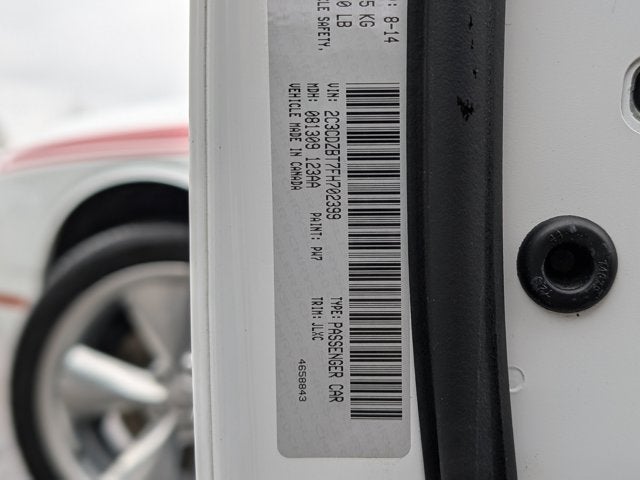 : 8-14
5 KG
0 LB
LE SAFETY,
VIN: 2C3CDZBT7FH702399
TYPE: PASSENGER CAR
MDH: 081309 123AA
PAINT: PW7
TRIM: JLXC
VEHICLE MADE IN CANADA
4658843